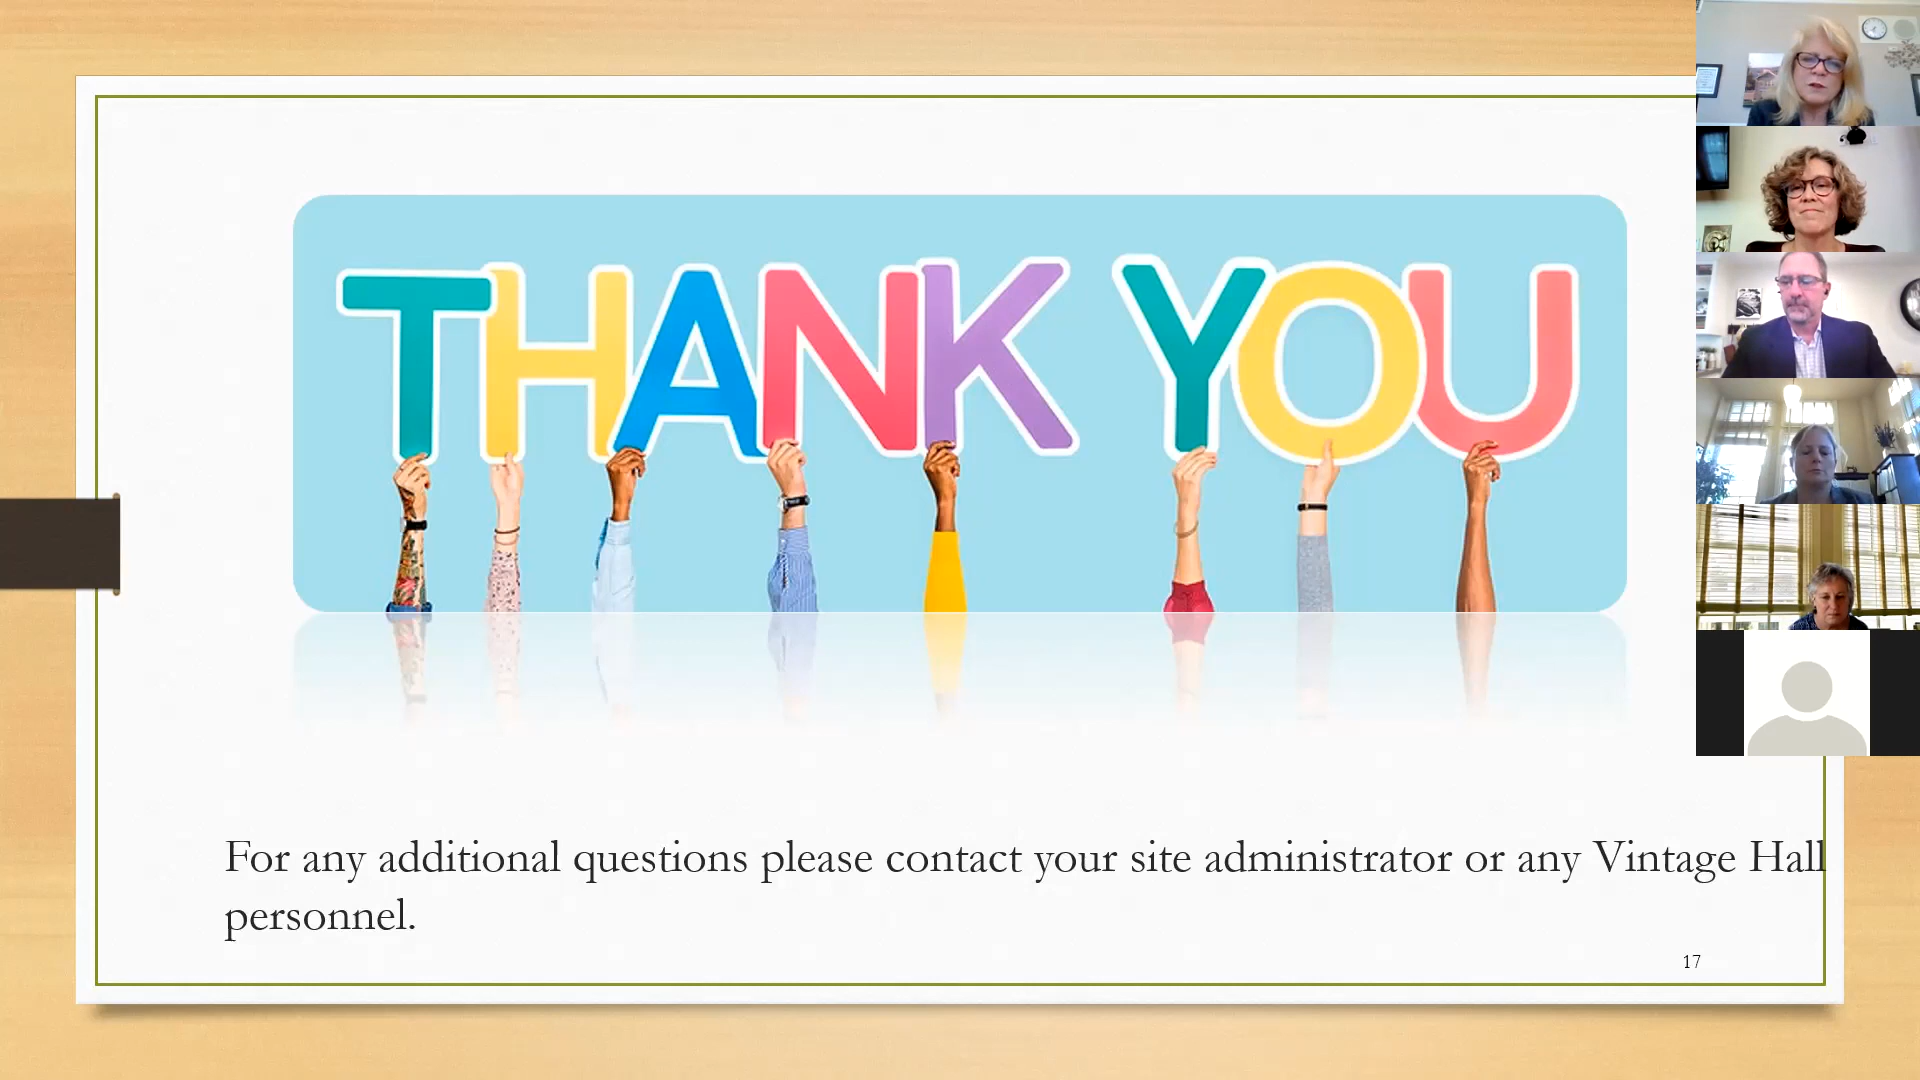 THANK YOU
For any additional questions please contact your site administrator or any Vintage Hall
personnel.
17